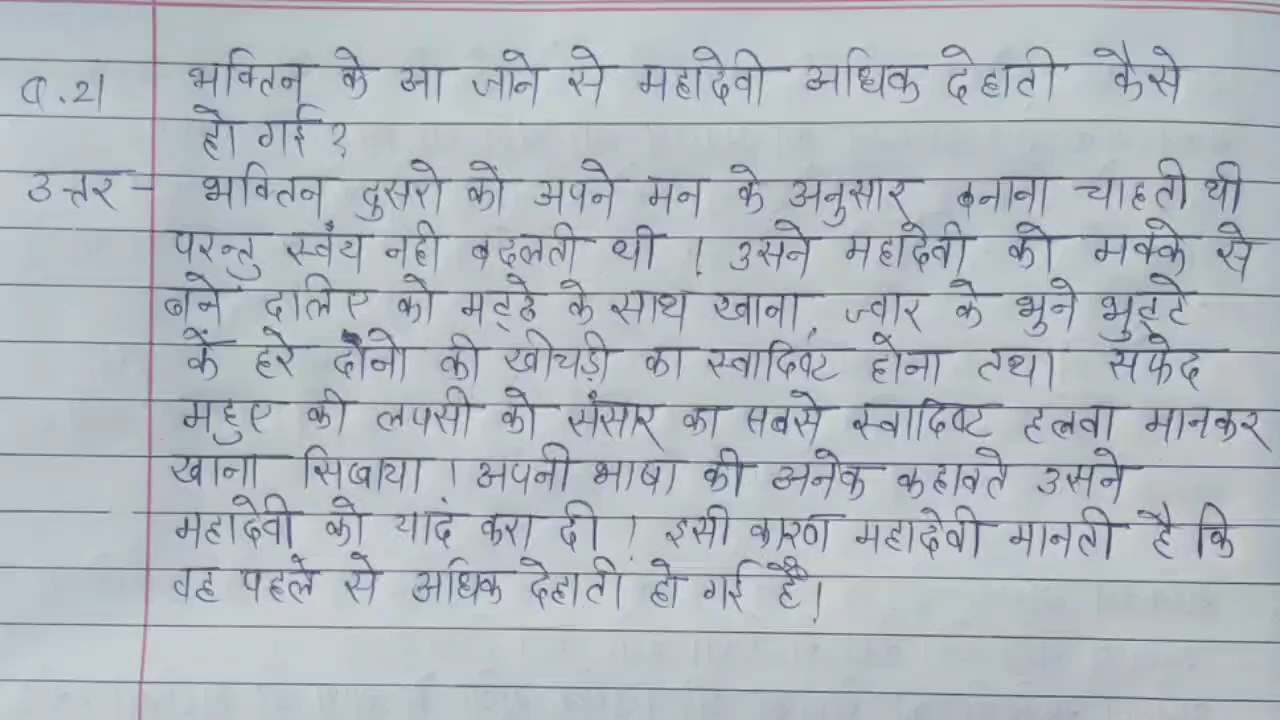 Q.21 भक्तिन के आ जाने से महादेवी अधिक देहाती कैसे
हो गई?
उत्तर - भक्तिन दुसरो को अपने मन के अनुसार बनाना चाहती थी
परन्तु स्वंय नही बदलती थी । उसने महादेवी को मक्के से
बने दालिए को मट्ठे के साथ खाना, ज्वार के भुने भुट्टे
के हरे दोनो की खीचड़ी का स्वादिष्ट होना तथा सफेद
महुए की लपसी को संसार का सबसे स्वादिष्ट हलवा मानकर
खाना सिखाया । अपनी भाषा की अनेक कहावते उसने
महादेवी को याद करा दी । इसी कारण महादेवी मानती है कि
वह पहले से अधिक देहाती हो गई है।